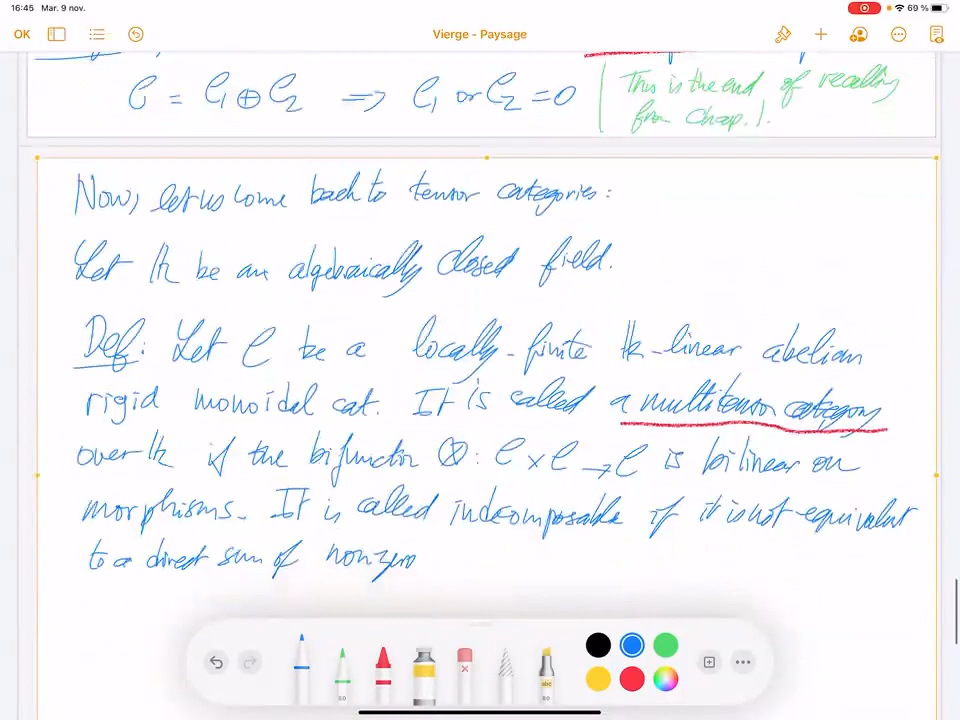 16:45 Mar. 9 nov. 69 %
OK Vierge - Paysage
C = C₁ ⊕ C₂ ⟹ C₁ or C₂ = 0
This is the end of recalling
from Chap. 1.
Now, let us come back to tensor categories:
Let k be an algebraically closed field.
Def: Let C be a locally-finite k-linear abelian
rigid monoidal cat. It is called a multitensor category
over k if the bifunctor ⊗: C × C → C is bilinear on
morphisms. It is called indecomposable if it is not equivalent
to a direct sum of nonzero